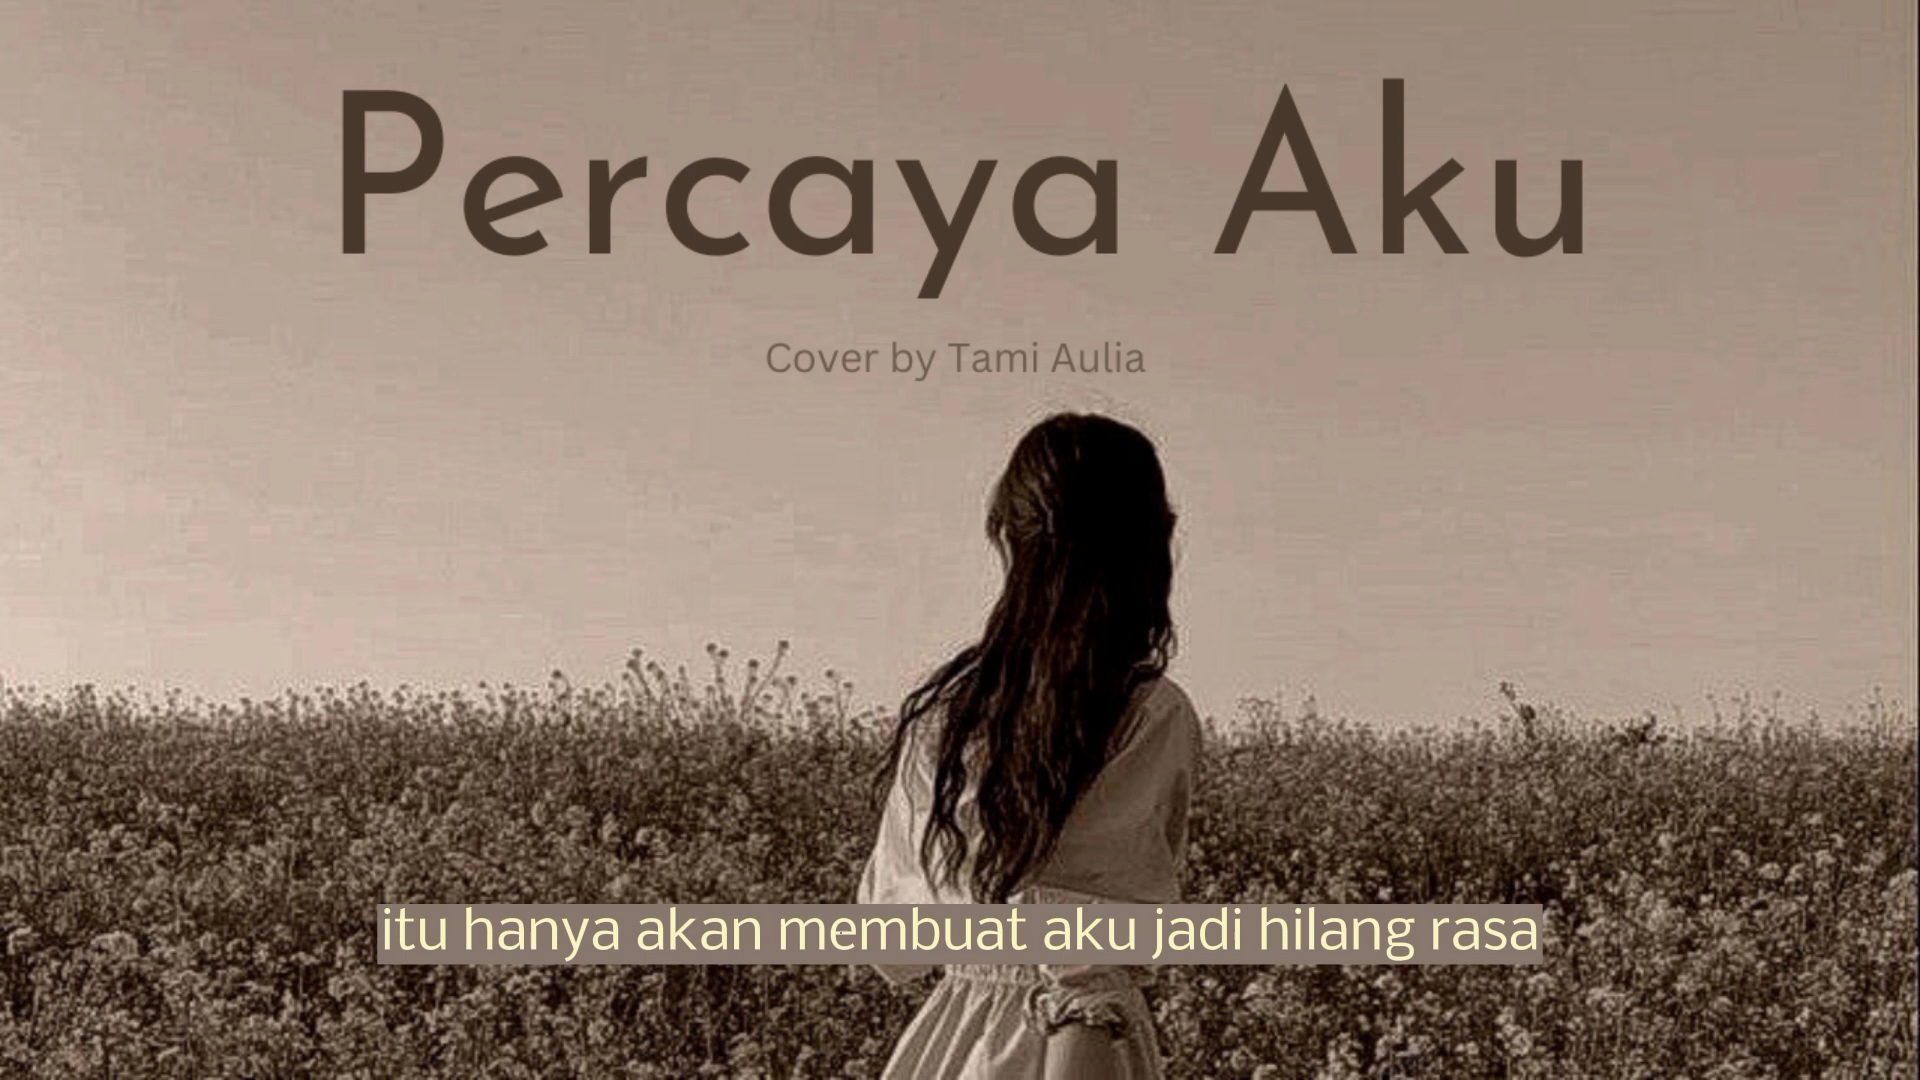 Percaya Aku
Cover by Tami Aulia
itu hanya akan membuat aku jadi hilang rasa